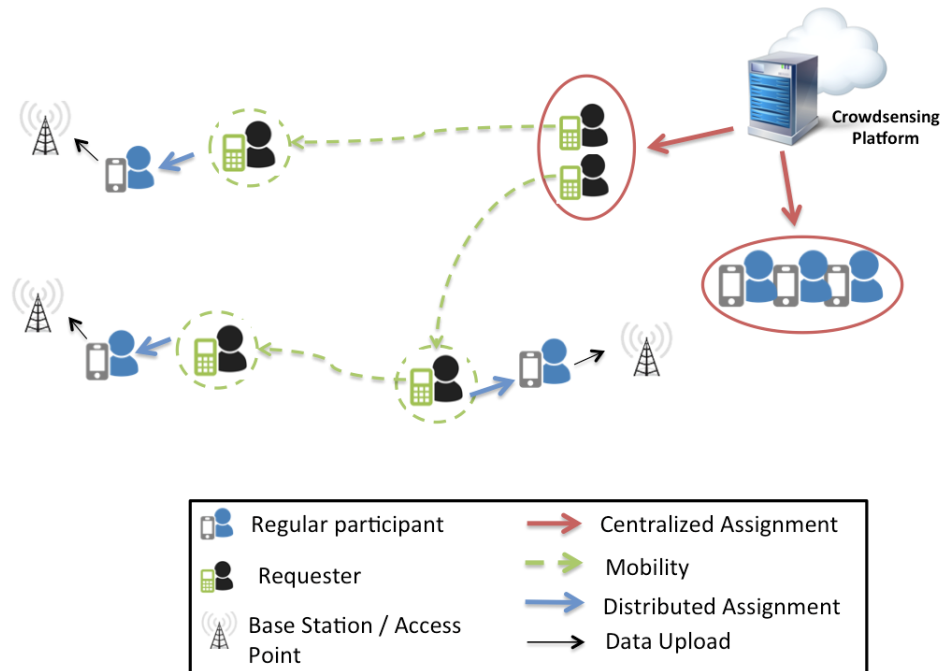 Crowdsensing
Platform
Regular participant
Centralized Assignment
Requester
Mobility
Distributed Assignment
Base Station / Access
Point
Data Upload